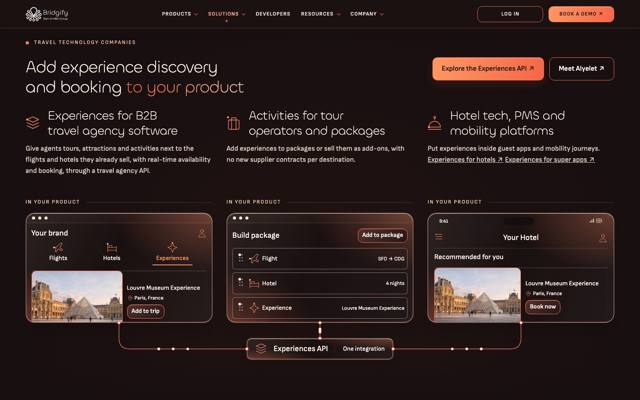 Bridgify
PRODUCTS
SOLUTIONS
DEVELOPERS
RESOURCES
COMPANY
LOG IN
BOOK A DEMO ↗
TRAVEL TECHNOLOGY COMPANIES
Add experience discovery
and booking to your product
Explore the Experiences API ↗
Meet Alyelet ↗
Experiences for B2B
travel agency software
Give agents tours, attractions and activities next to the
flights and hotels they already sell, with real-time availability
and booking, through a travel agency API.
Activities for tour
operators and packages
Add experiences to packages or sell them as add-ons, with
no new supplier contracts per destination.
Hotel tech, PMS and
mobility platforms
Put experiences inside guest apps and mobility journeys.
Experiences for hotels ↗ Experiences for super apps ↗
IN YOUR PRODUCT
Your brand
Flights
Hotels
Experiences
Louvre Museum Experience
Paris, France
Add to trip
IN YOUR PRODUCT
Build package
Add to package
Flight
SFO → CDG
Hotel
4 nights
Experience
Louvre Museum Experience
IN YOUR PRODUCT
9:41
Your Hotel
Recommended for you
Louvre Museum Experience
Paris, France
Book now
Experiences API
One integration